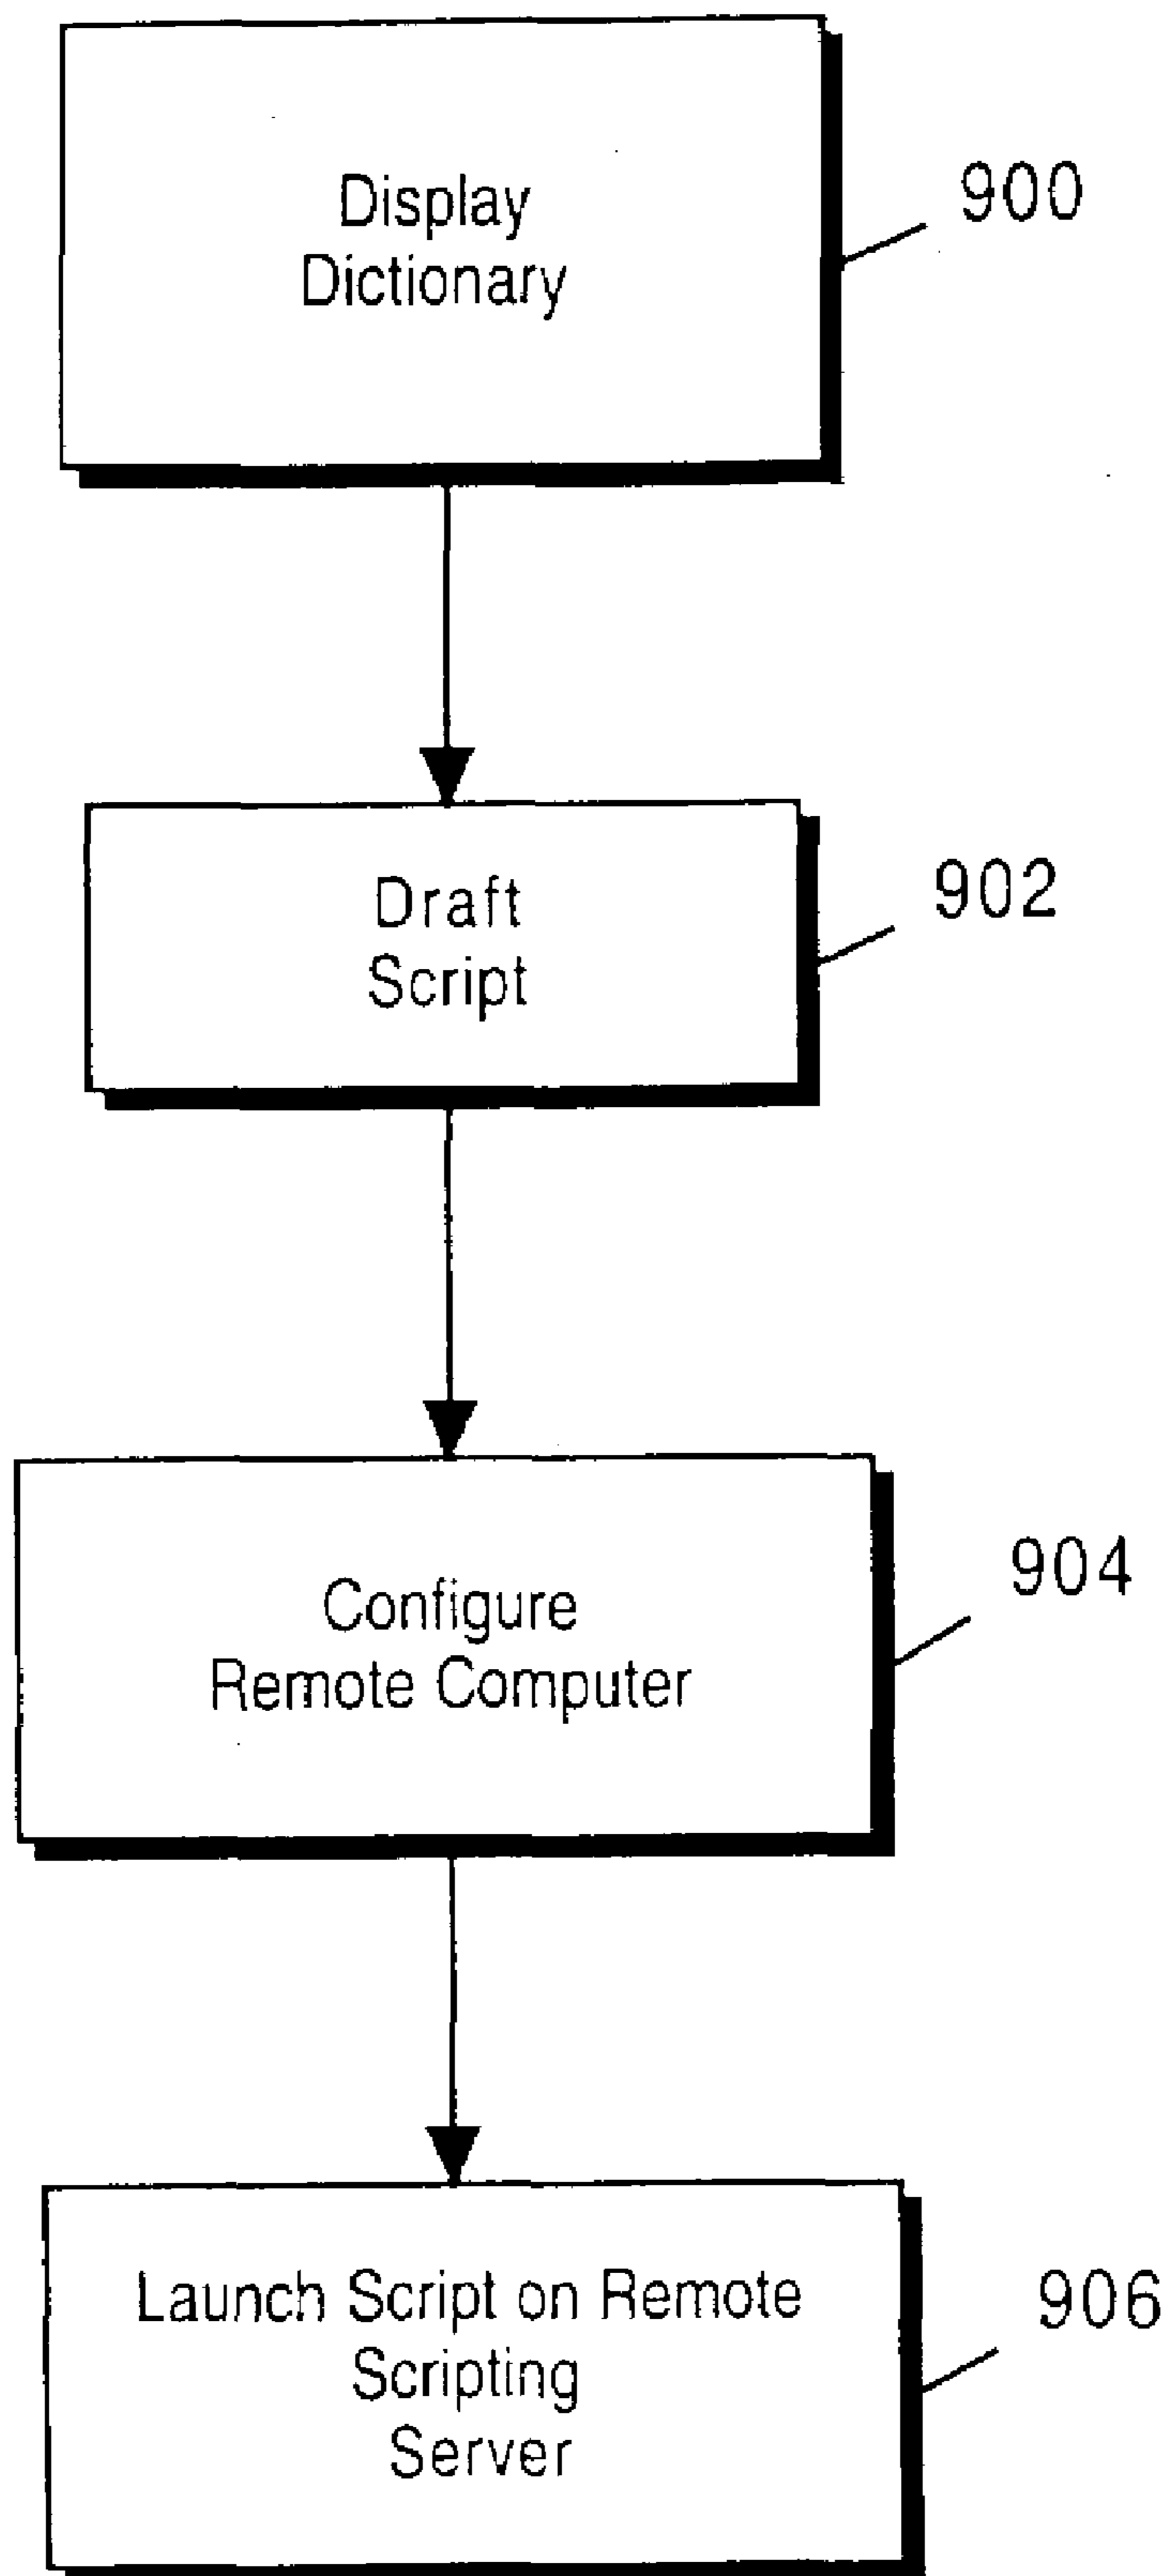 Display
Dictionary
900
Draft
Script
902
Configure
Remote Computer
904
Launch Script on Remote
Scripting
Server
906